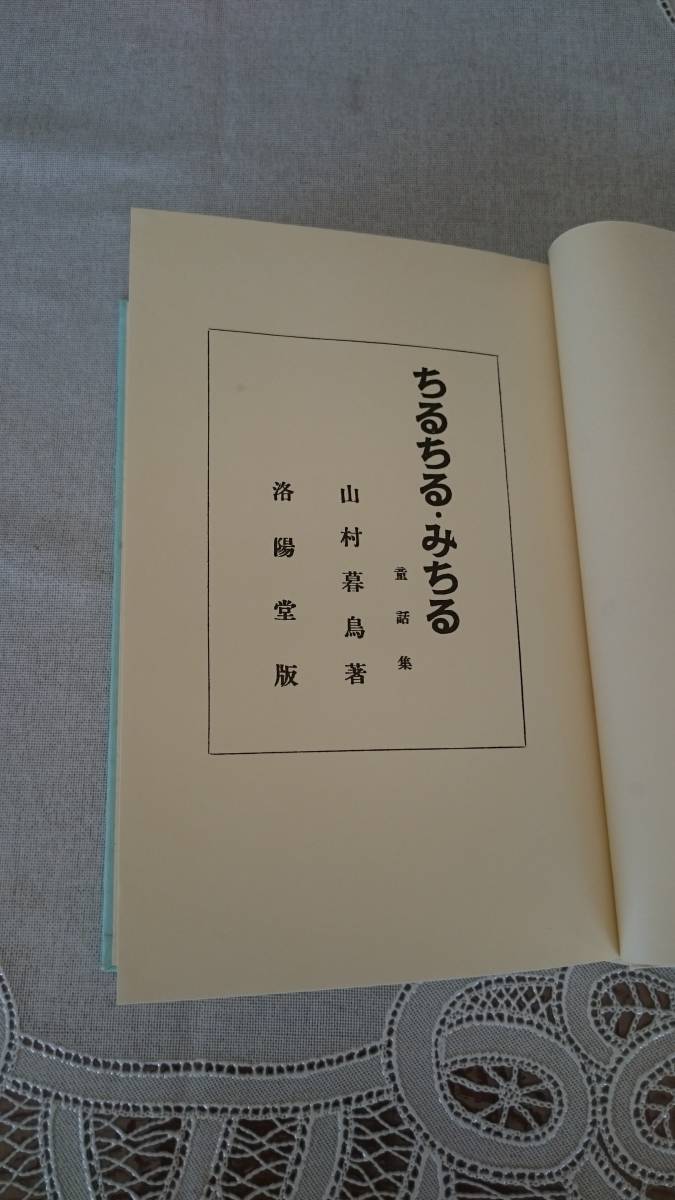 ちるちる・みちる
童話集
山村暮鳥著
洛陽堂版